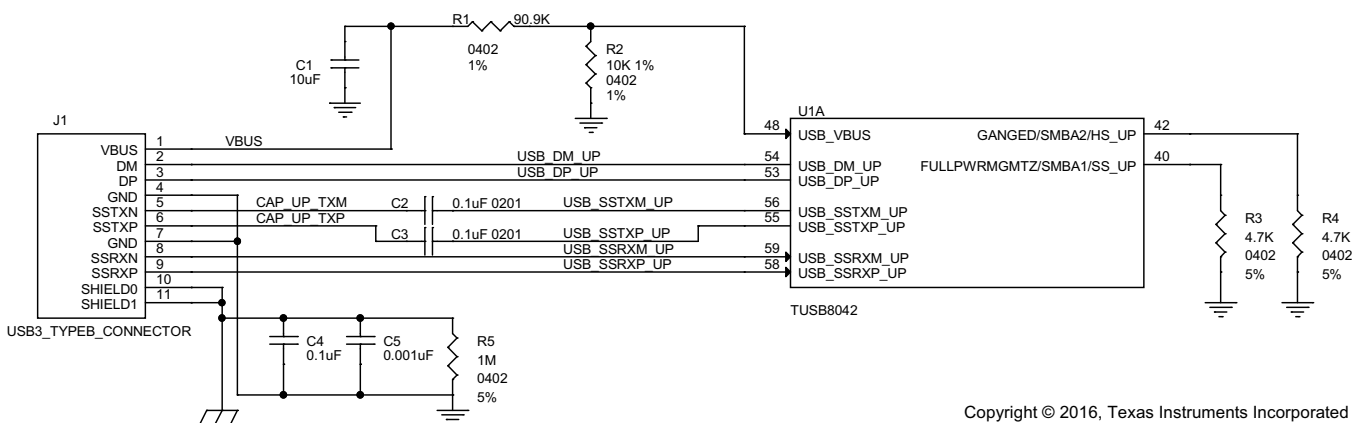 R1 90.9K
0402
1%
C1
10uF
R2
10K 1%
0402
1%
J1
USB3_TYPEB_CONNECTOR
VBUS 1 VBUS
DM 2 USB_DM_UP
DP 3 USB_DP_UP
GND 4
SSTXN 5 CAP_UP_TXM C2 0.1uF 0201 USB_SSTXM_UP
SSTXP 6 CAP_UP_TXP C3 0.1uF 0201 USB_SSTXP_UP
GND 7
SSRXN 8 USB_SSRXM_UP
SSRXP 9 USB_SSRXP_UP
SHIELD0 10
SHIELD1 11
U1A
48 USB_VBUS
54 USB_DM_UP
53 USB_DP_UP
56 USB_SSTXM_UP
55 USB_SSTXP_UP
59 USB_SSRXM_UP
58 USB_SSRXP_UP
GANGED/SMBA2/HS_UP 42
FULLPWRMGMTZ/SMBA1/SS_UP 40
TUSB8042
R3
4.7K
0402
5%
R4
4.7K
0402
5%
C4
0.1uF
C5
0.001uF
R5
1M
0402
5%
Copyright © 2016, Texas Instruments Incorporated